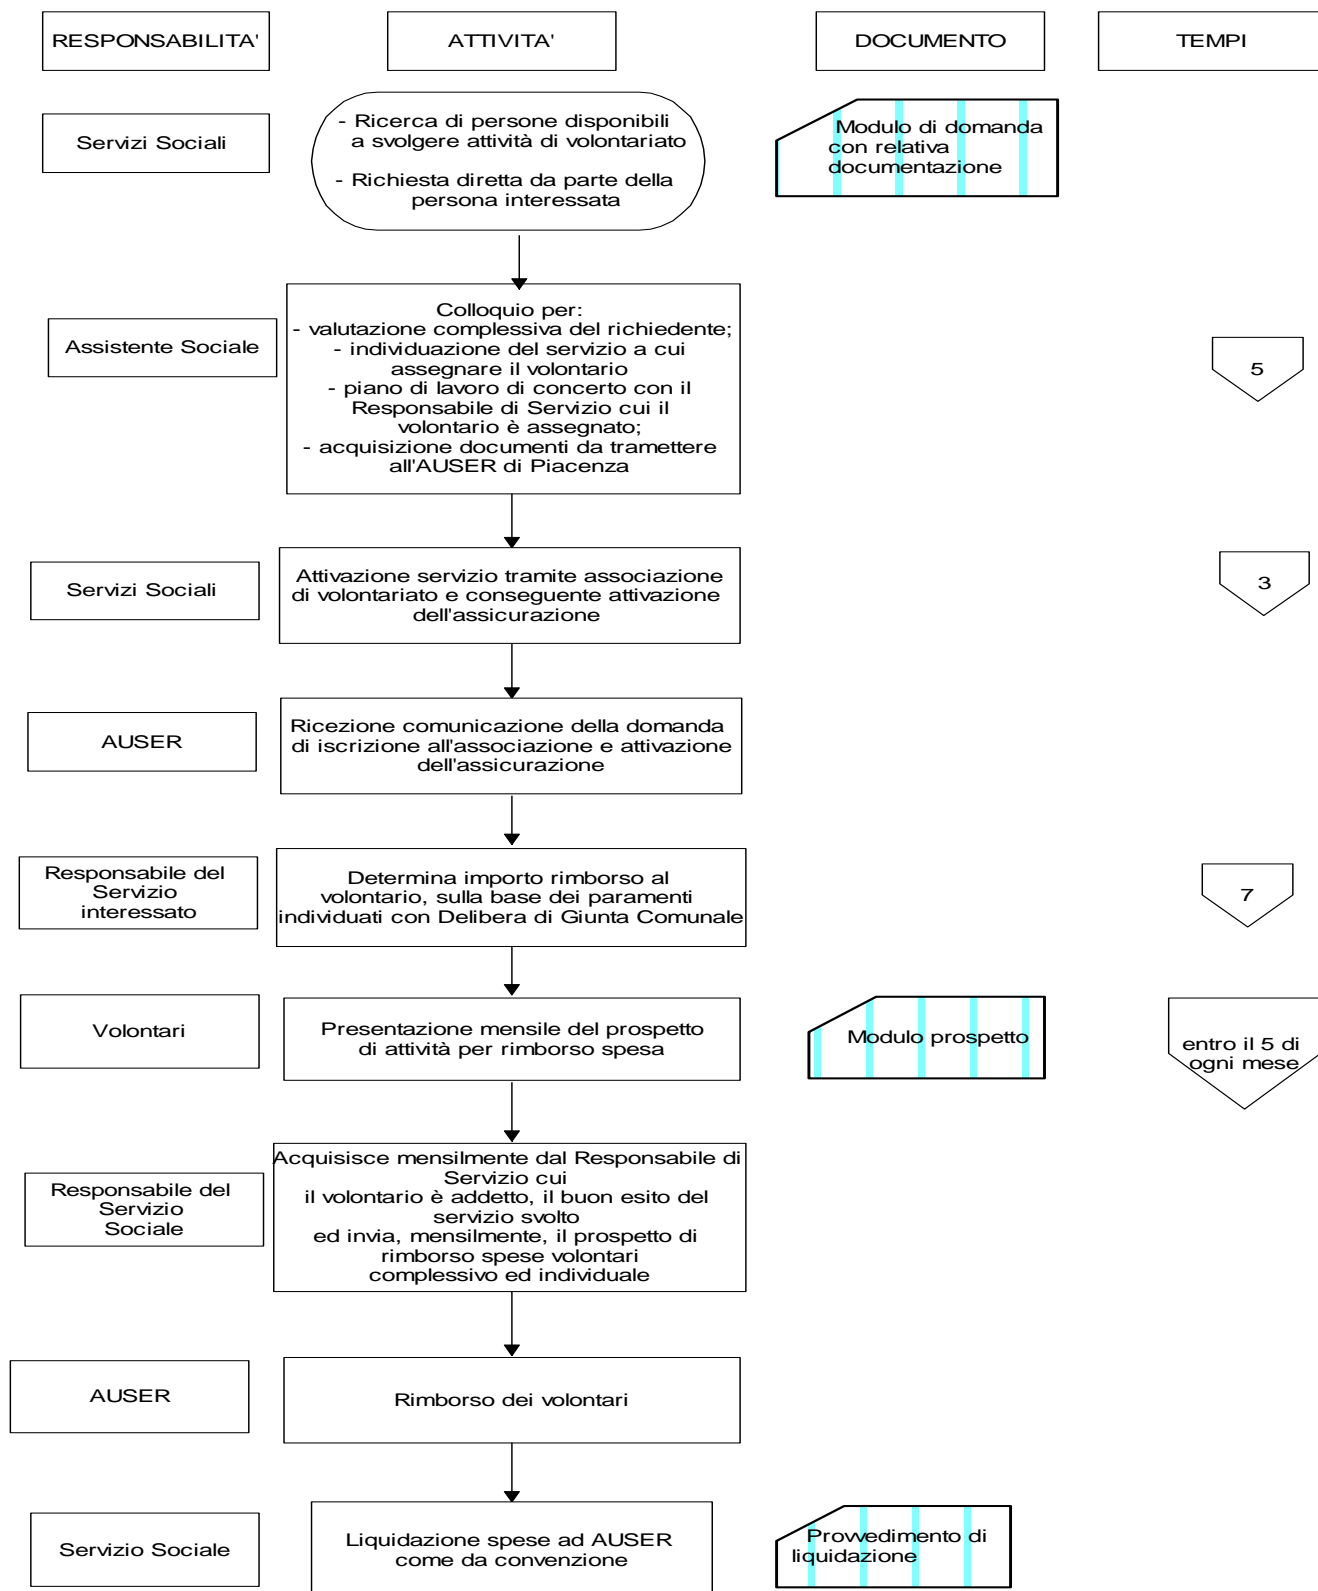 RESPONSABILITA'
ATTIVITA'
DOCUMENTO
TEMPI
Servizi Sociali
- Ricerca di persone disponibili
a svolgere attività di volontariato
- Richiesta diretta da parte della
persona interessata
Modulo di domanda
con relativa
documentazione
Assistente Sociale
Colloquio per:
- valutazione complessiva del richiedente;
- individuazione del servizio a cui
assegnare il volontario
- piano di lavoro di concerto con il
Responsabile di Servizio cui il
volontario è assegnato;
- acquisizione documenti da tramettere
all'AUSER di Piacenza
5
Servizi Sociali
Attivazione servizio tramite associazione
di volontariato e conseguente attivazione
dell'assicurazione
3
AUSER
Ricezione comunicazione della domanda
di iscrizione all'associazione e attivazione
dell'assicurazione
Responsabile del
Servizio
interessato
Determina importo rimborso al
volontario, sulla base dei paramenti
individuati con Delibera di Giunta Comunale
7
Volontari
Presentazione mensile del prospetto
di attività per rimborso spesa
Modulo prospetto
entro il 5 di
ogni mese
Responsabile del
Servizio
Sociale
Acquisisce mensilmente dal Responsabile di
Servizio cui
il volontario è addetto, il buon esito del
servizio svolto
ed invia, mensilmente, il prospetto di
rimborso spese volontari
complessivo ed individuale
AUSER
Rimborso dei volontari
Servizio Sociale
Liquidazione spese ad AUSER
come da convenzione
Provvedimento di
liquidazione